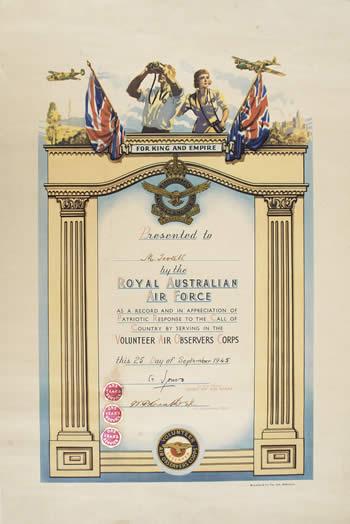 FOR KING AND EMPIRE
Presented to
by the
ROYAL AUSTRALIAN
AIR FORCE
AS A RECORD AND IN APPRECIATION OF
PATRIOTIC RESPONSE TO THE CALL OF
COUNTRY BY SERVING IN THE
VOLUNTEER AIR OBSERVERS CORPS
this 25 Day of September 1945
G. Jones
VOLUNTEER
AIR OBSERVERS CORPS